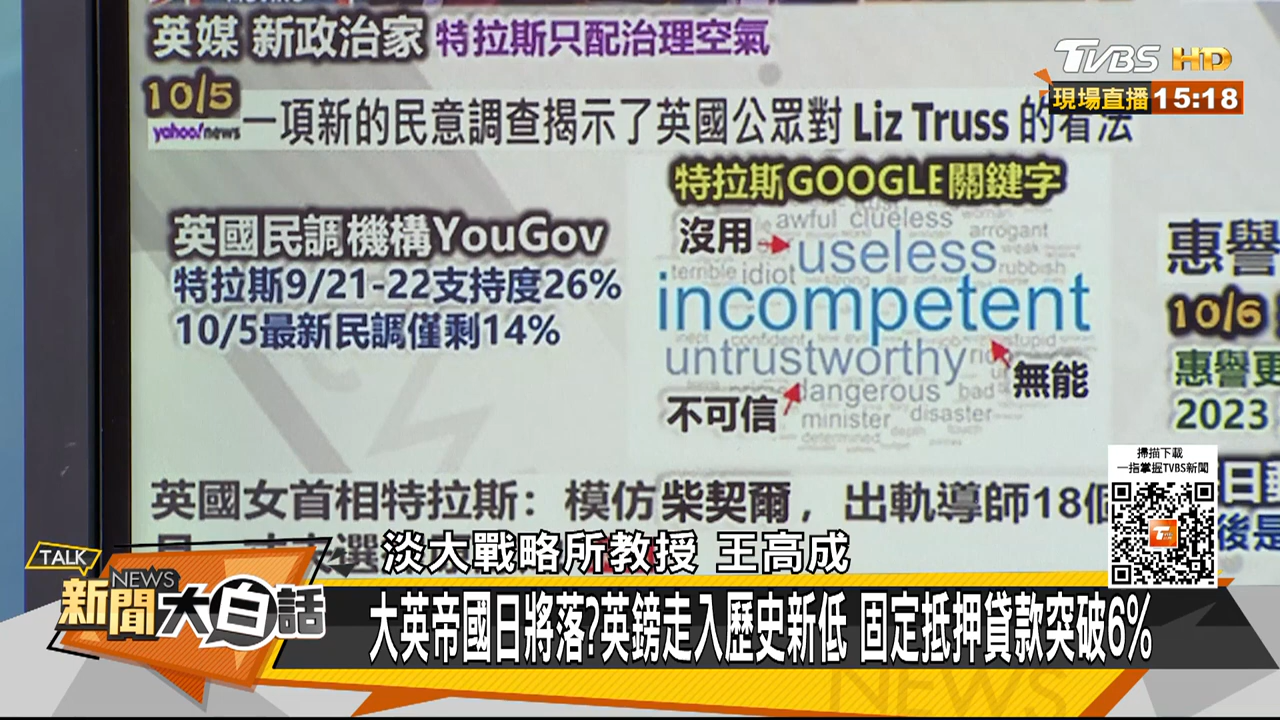 英媒 新政治家 特拉斯只配治理空氣
TVBS HD
現場直播 15:18
10/5
yahoo!news
一項新的民意調查揭示了英國公眾對 Liz Truss 的看法
特拉斯GOOGLE關鍵字
英國民調機構YouGov
特拉斯9/21-22支持度26%
10/5最新民調僅剩14%
沒用
awful clueless
arrogant
useless
weak
terrible idiot
rubbish
incompetent
untrustworthy
stupid
無能
dangerous bad
不可信
minister
disaster
determined
惠譽
10/6
惠譽更
2023
英國女首相特拉斯：模仿柴契爾，出軌導師18個
掃描下載
一指掌握TVBS新聞
淡大戰略所教授 王高成
TALK
NEWS
新聞大白話
大英帝國日將落?英鎊走入歷史新低 固定抵押貸款突破6%
NEWS